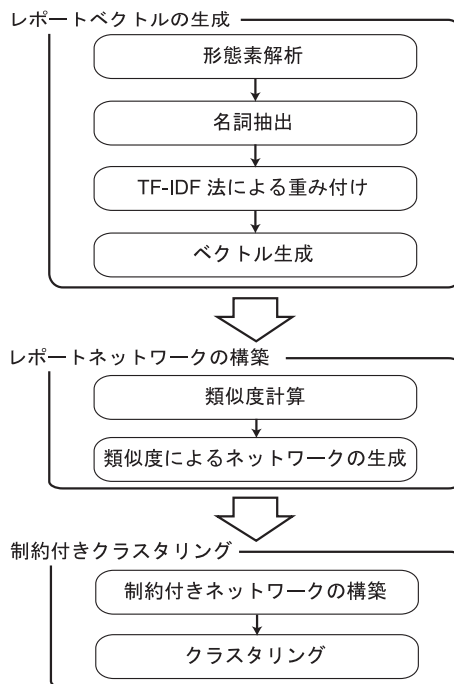 レポートベクトルの生成
形態素解析
名詞抽出
TF-IDF 法による重み付け
ベクトル生成
レポートネットワークの構築
類似度計算
類似度によるネットワークの生成
制約付きクラスタリング
制約付きネットワークの構築
クラスタリング